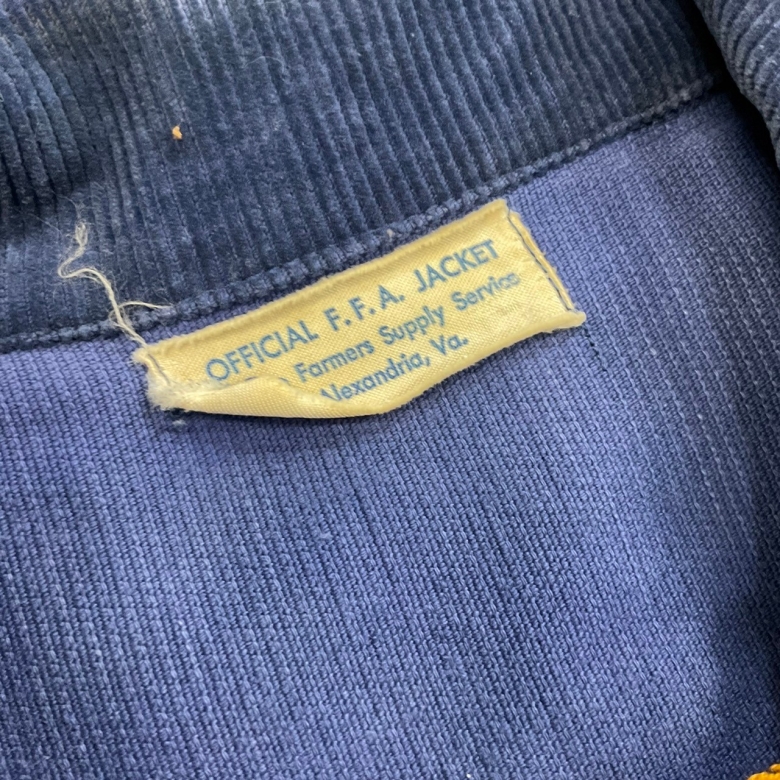 OFFICIAL F.F.A. JACKET
Farmers Supply Service
Alexandria, Va.